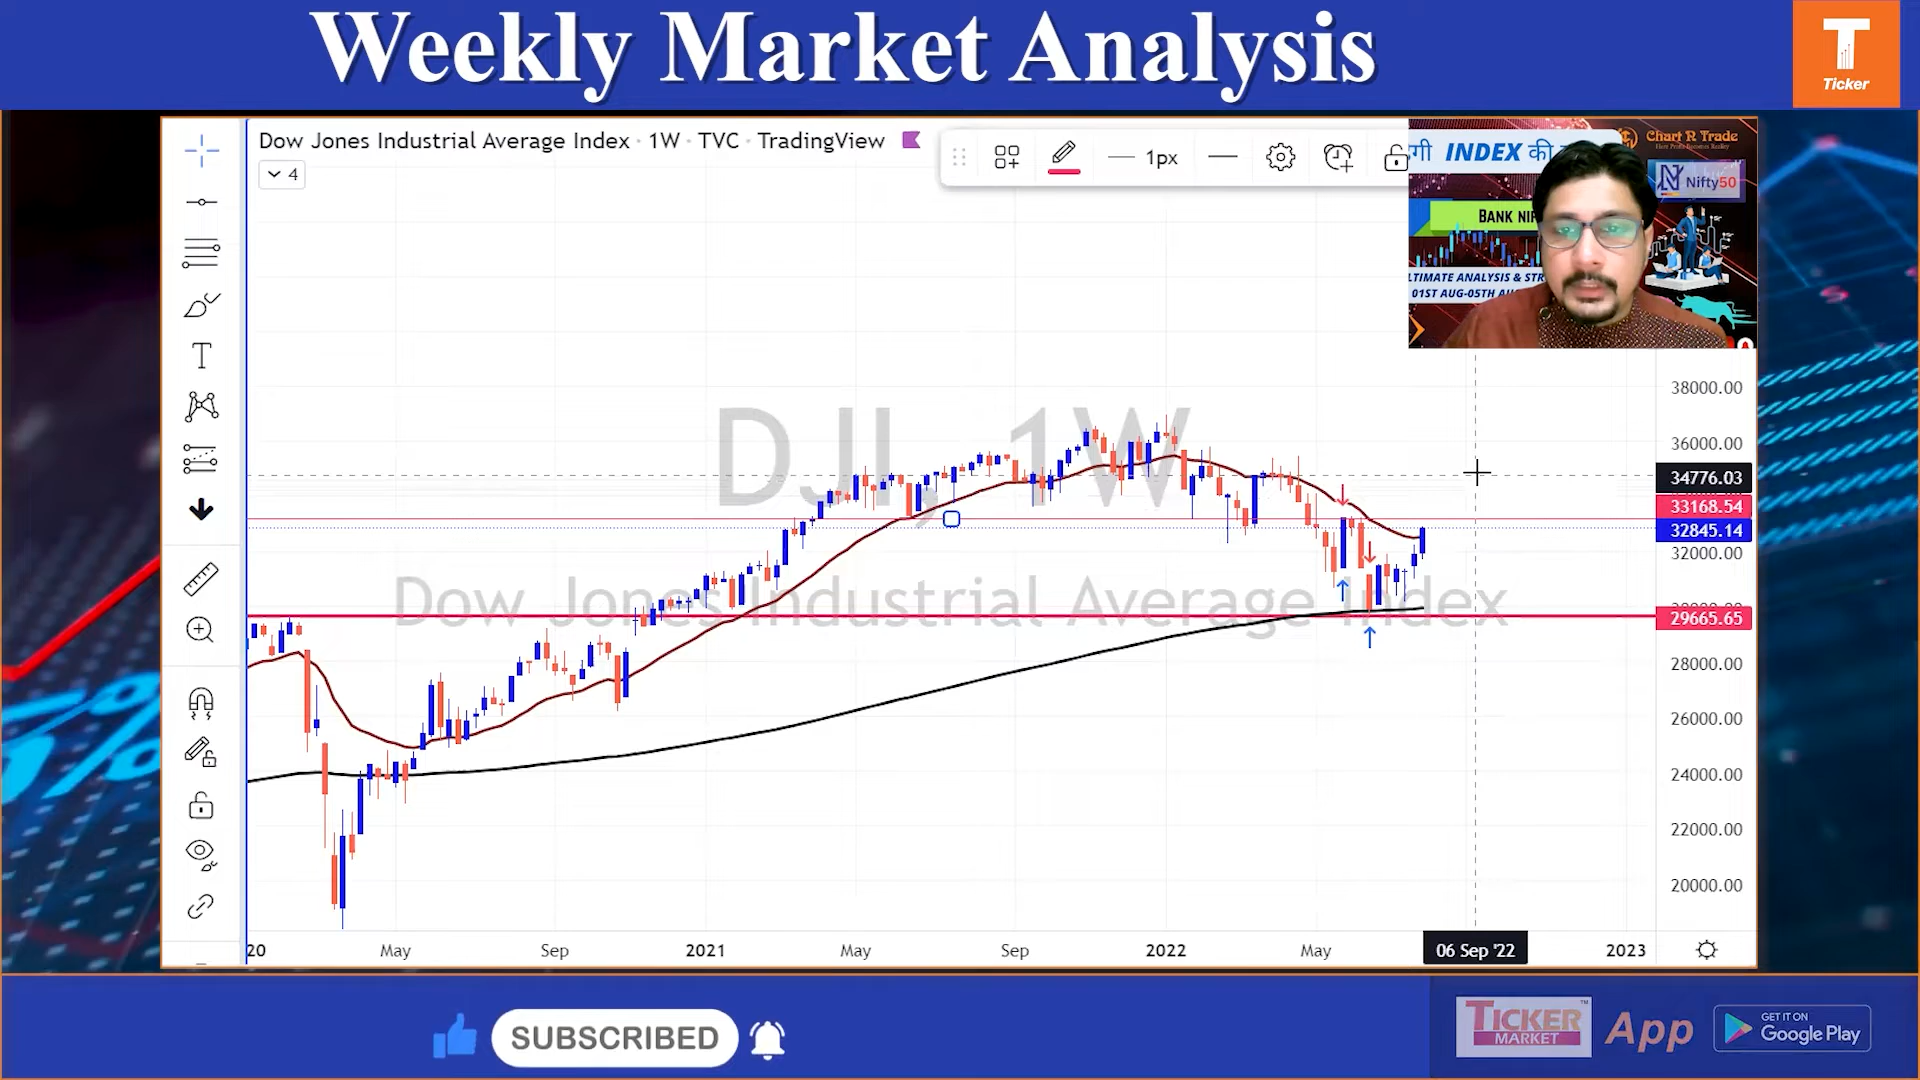 Weekly Market Analysis
T
Ticker
Dow Jones Industrial Average Index · 1W · TVC · TradingView
4
1px
गी INDEX की
Chart R Trade
Nifty50
BANK NIF
LTIMATE ANALYSIS & STR
01ST AUG-05TH AU
DJI, 1W
Dow Jones Industrial Average Index
38000.00
36000.00
34776.03
33168.54
32845.14
32000.00
29665.65
28000.00
26000.00
24000.00
22000.00
20000.00
20
May
Sep
2021
May
Sep
2022
May
06 Sep '22
2023
SUBSCRIBED
TICKER
MARKET
TM
App
GET IT ON
Google Play